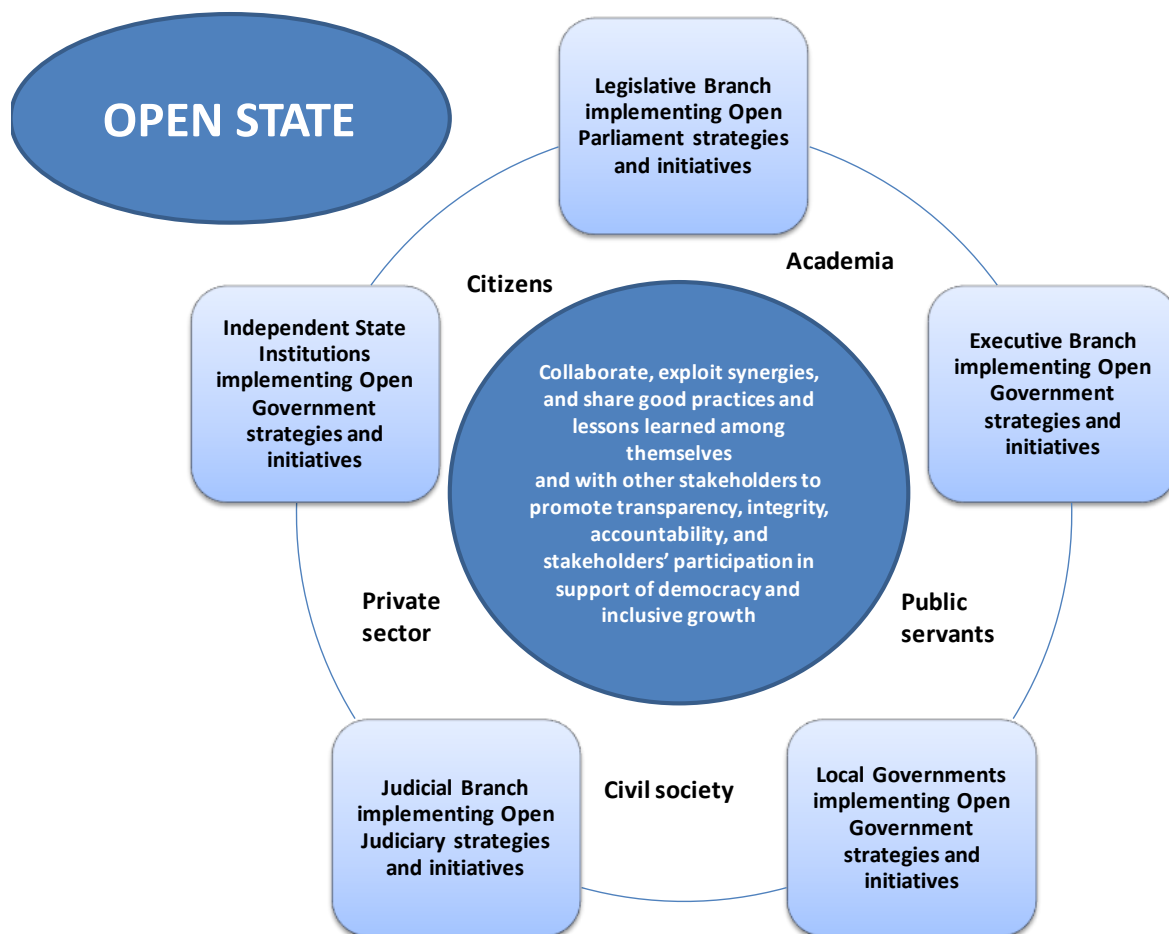 OPEN STATE
Legislative Branch
implementing Open
Parliament strategies
and initiatives
Academia
Citizens
Independent State
Institutions
implementing Open
Government
strategies and
initiatives
Executive Branch
implementing Open
Government
strategies and
initiatives
Collaborate, exploit synergies,
and share good practices and
lessons learned among
themselves
and with other stakeholders to
promote transparency, integrity,
accountability, and
stakeholders’ participation in
support of democracy and
inclusive growth
Private
sector
Public
servants
Judicial Branch
implementing Open
Judiciary strategies
and initiatives
Civil society
Local Governments
implementing Open
Government
strategies and
initiatives